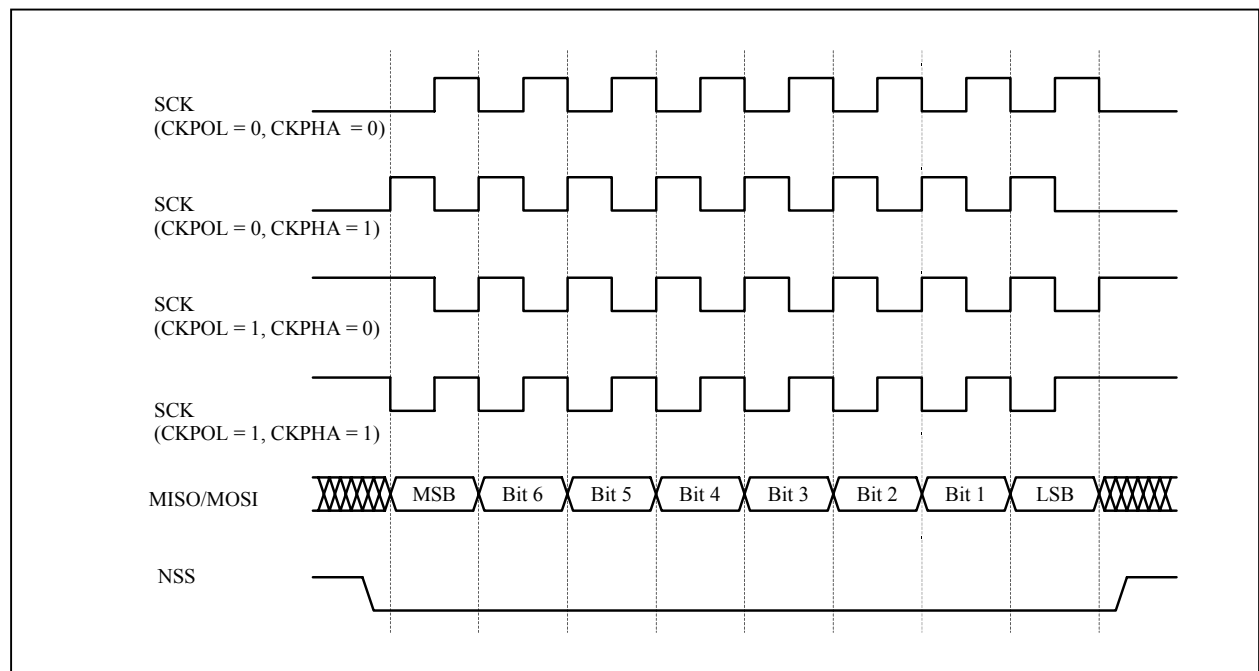 SCK
(CKPOL = 0, CKPHA = 0)
SCK
(CKPOL = 0, CKPHA = 1)
SCK
(CKPOL = 1, CKPHA = 0)
SCK
(CKPOL = 1, CKPHA = 1)
MISO/MOSI MSB Bit 6 Bit 5 Bit 4 Bit 3 Bit 2 Bit 1 LSB
NSS